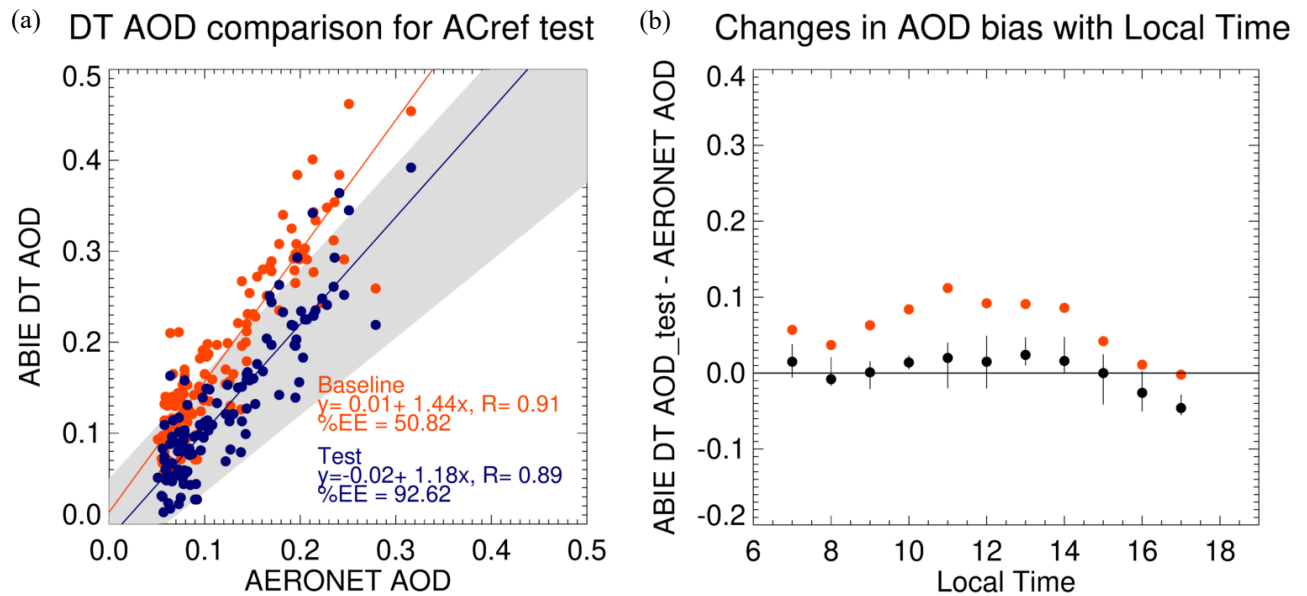 (a) DT AOD comparison for ACref test
0.5
0.4
0.3
0.2
0.1
0.0
ABIE DT AOD
Baseline
y= 0.01+ 1.44x, R= 0.91
%EE = 50.82
Test
y=-0.02+ 1.18x, R= 0.89
%EE = 92.62
0.0 0.1 0.2 0.3 0.4 0.5
AERONET AOD
(b) Changes in AOD bias with Local Time
0.4
0.3
0.2
0.1
0.0
-0.1
-0.2
ABIE DT AOD_test - AERONET AOD
6 8 10 12 14 16 18
Local Time